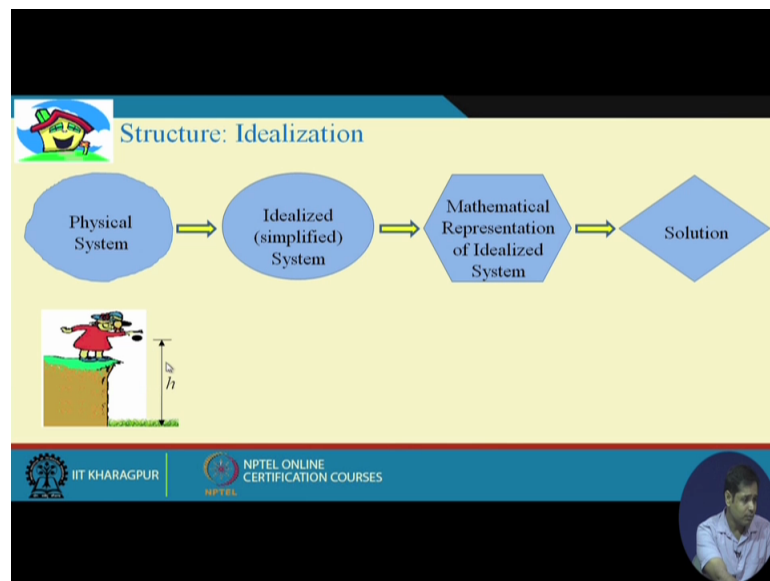 Structure: Idealization
Physical
System
Idealized
(simplified)
System
Mathematical
Representation
of Idealized
System
Solution
h
IIT KHARAGPUR
NPTEL
NPTEL ONLINE
CERTIFICATION COURSES